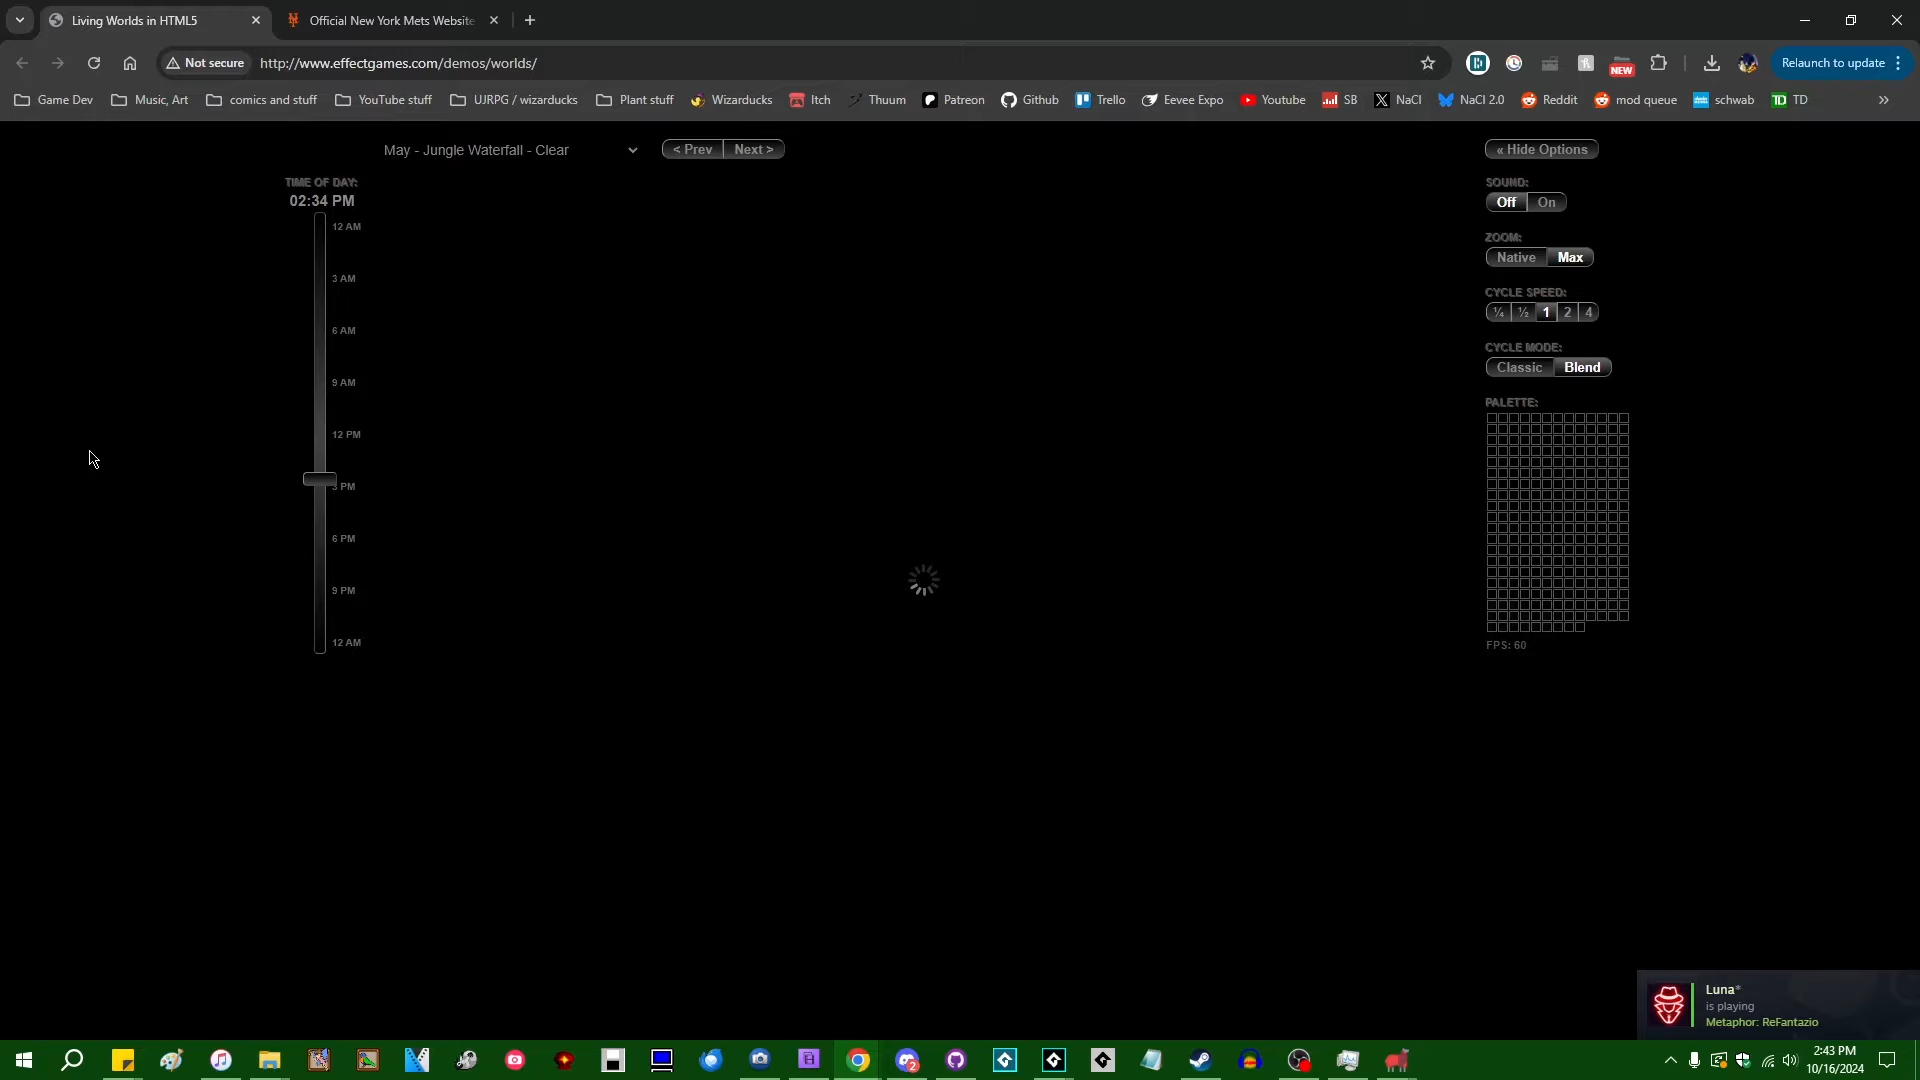 Living Worlds in HTML5
Official New York Mets Website
Not secure
http://www.effectgames.com/demos/worlds/
NEW
Relaunch to update
Game Dev
Music, Art
comics and stuff
YouTube stuff
UJRPG / wizarducks
Plant stuff
Wizarducks
Itch
Thuum
Patreon
Github
Trello
Eevee Expo
Youtube
SB
NaCl
NaCl 2.0
Reddit
mod queue
schwab
TD
TD
May - Jungle Waterfall - Clear
< Prev
Next >
« Hide Options
TIME OF DAY:
02:34 PM
12 AM
3 AM
6 AM
9 AM
12 PM
3 PM
6 PM
9 PM
12 AM
SOUND:
Off On
ZOOM:
Native Max
CYCLE SPEED:
¼ ½ 1 2 4
CYCLE MODE:
Classic Blend
PALETTE:
FPS: 60
Luna*
is playing
Metaphor: ReFantazio
2
2:43 PM
10/16/2024